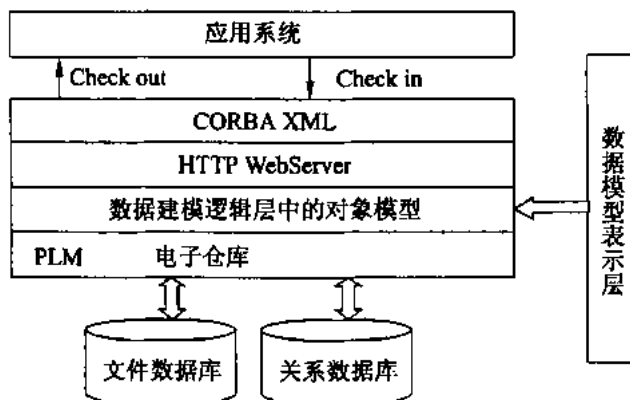 应用系统
Check out
Check in
CORBA XML
HTTP WebServer
数据建模逻辑层中的对象模型
PLM 电子仓库
文件数据库
关系数据库
数据模型表示层